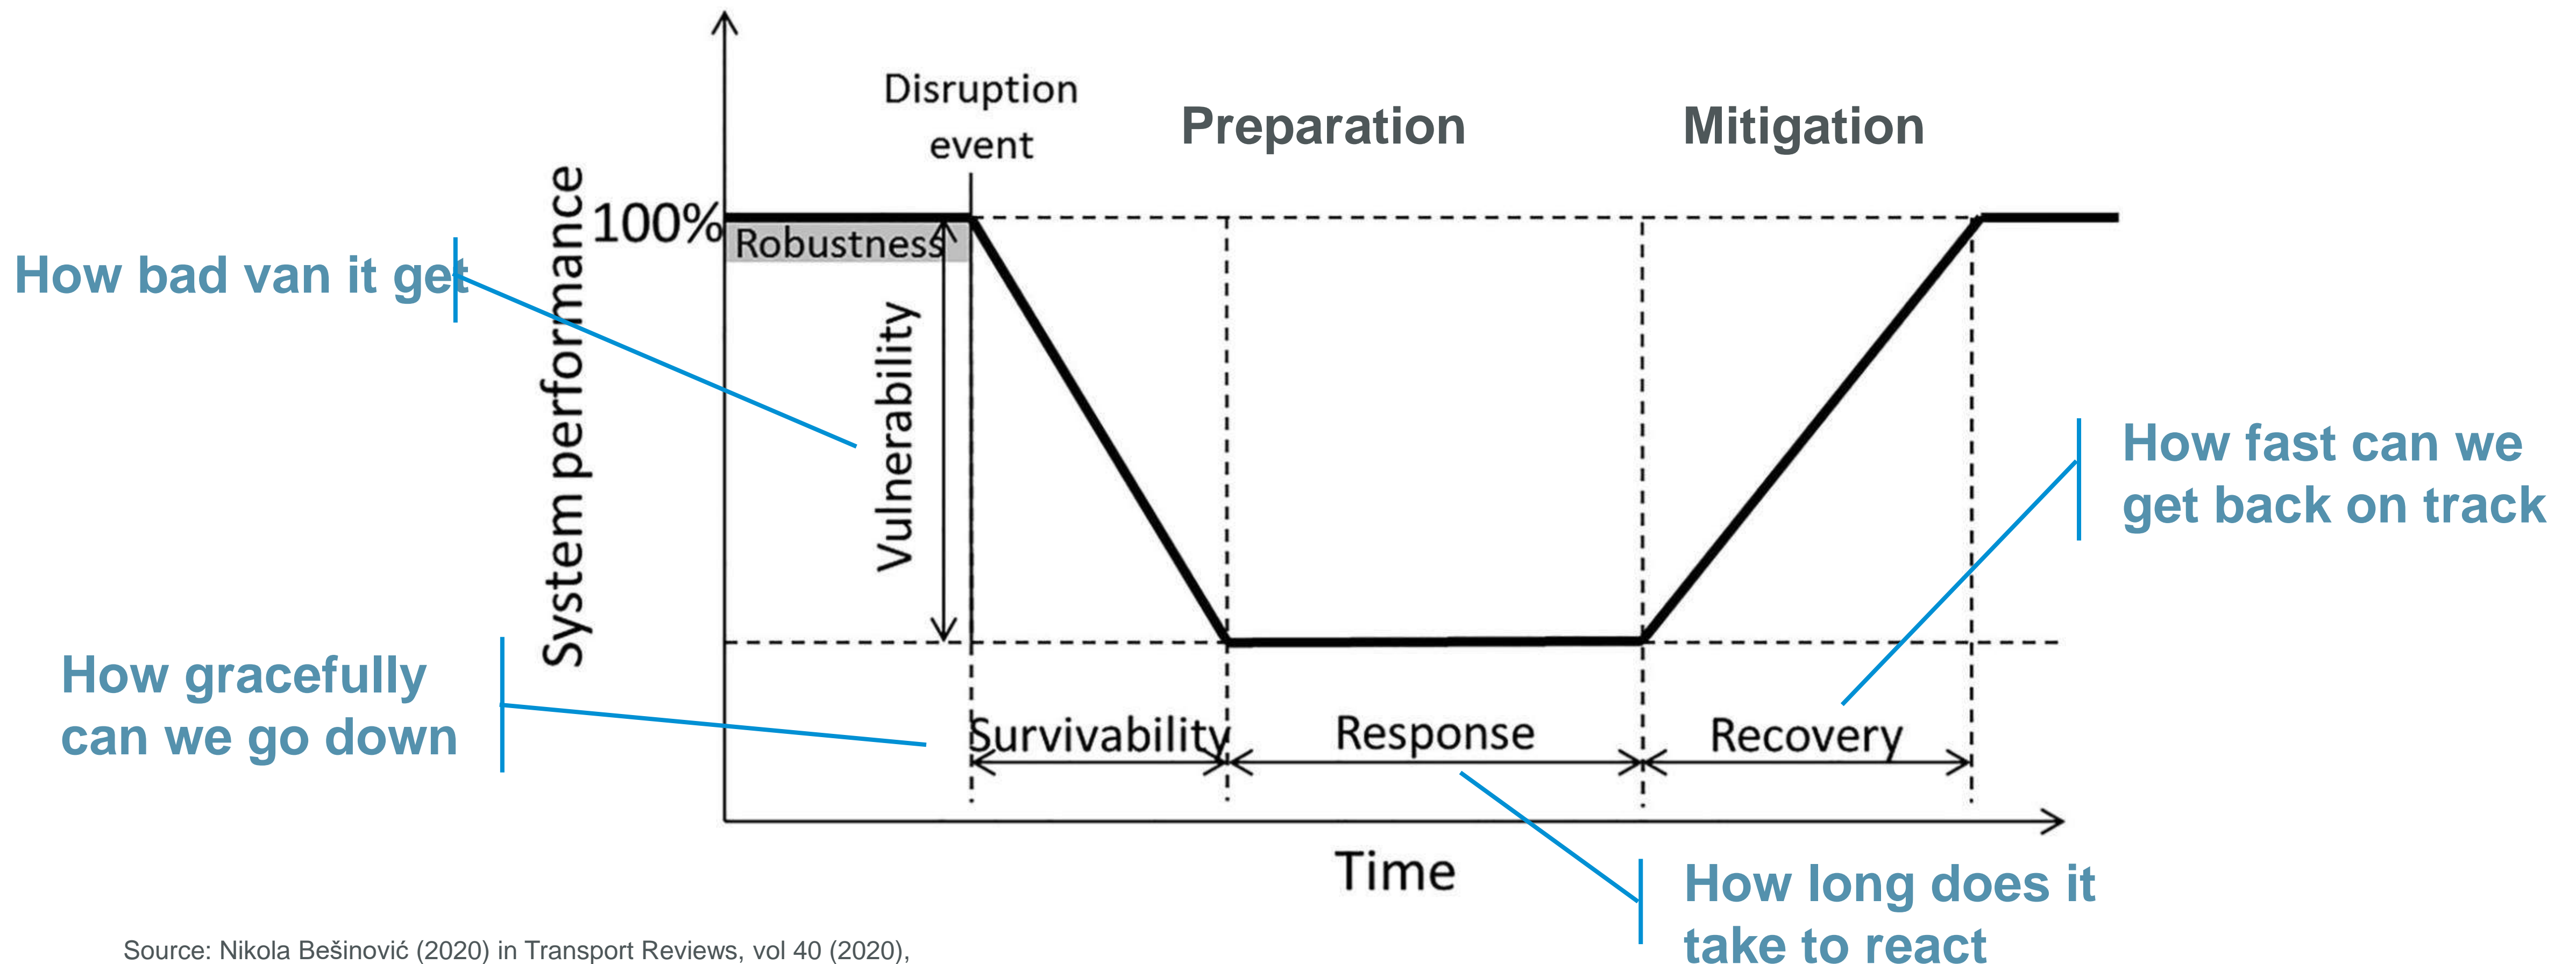 Disruption
event
Preparation
Mitigation
System performance
100%
Robustness
How bad van it get
Vulnerability
How fast can we
get back on track
How gracefully
can we go down
Survivability
Response
Recovery
Time
How long does it
take to react
Source: Nikola Bešinović (2020) in Transport Reviews, vol 40 (2020),